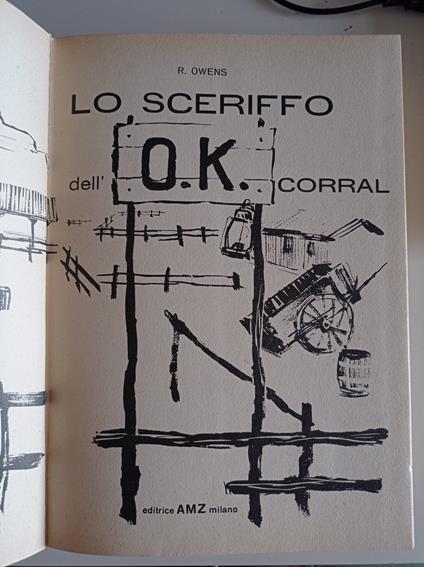 R. OWENS
LO SCERIFFO
dell' O.K. CORRAL
editrice AMZ milano